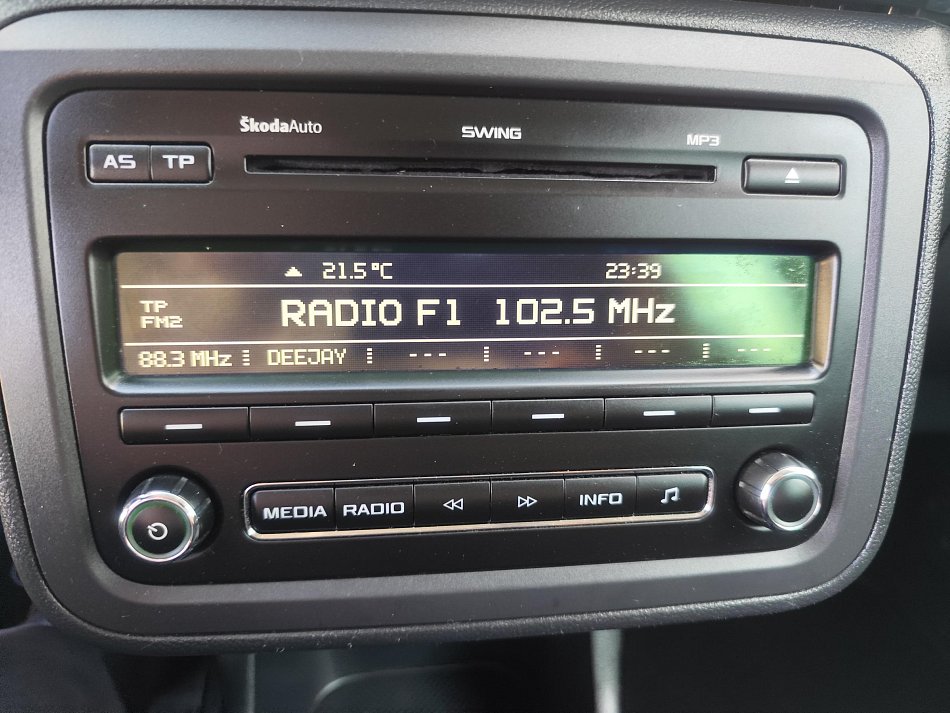 ŠkodaAuto SWING MP3
AS TP
21.5°C 23:39
TP
FM2
RADIO F1 102.5 MHz
88.3 MHz DEEJAY --- --- --- ---
MEDIA RADIO INFO